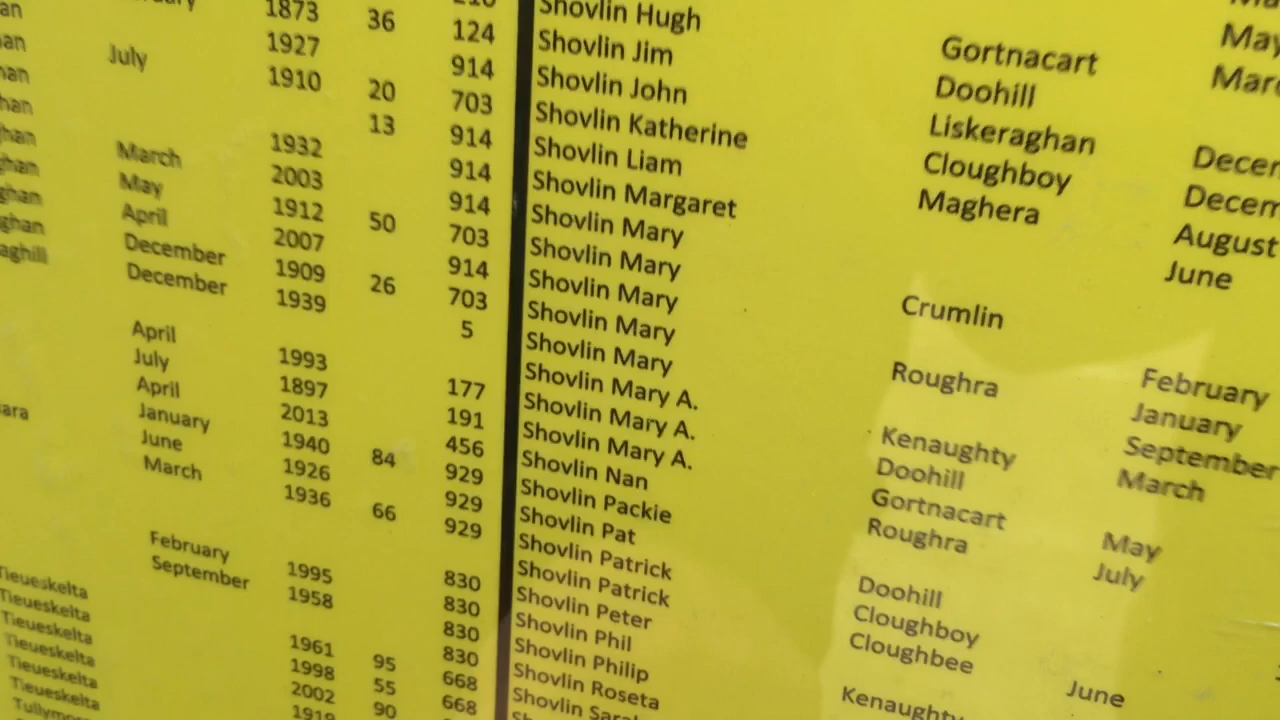 1873 36 124
1927 914
July 1910 20 703
13 914
1932 914
March 2003 914
May 1912 50 703
April 2007 914
December 1909 26 703
December 1939 5
April 1993 177
July 1897 191
April 2013 456
January 1940 84 929
June 1926 929
March 1936 66 929
830
February 1995 830
September 1958 830
830
Tieueskelta 1961 95 668
Tieueskelta 1998 55 668
Tieueskelta 2002 90
Tieueskelta
Tieueskelta
Shovlin Hugh Gortnacart
Shovlin Jim Doohill
Shovlin John Liskeraghan
Shovlin Katherine Cloughboy
Shovlin Liam Maghera August
Shovlin Margaret June
Shovlin Mary
Shovlin Mary Crumlin
Shovlin Mary February
Shovlin Mary Roughra January
Shovlin Mary September
Shovlin Mary A. Kenaughty March
Shovlin Mary A. Doohill
Shovlin Mary A. Gortnacart May
Shovlin Nan Roughra July
Shovlin Packie
Shovlin Pat Doohill
Shovlin Patrick Cloughboy
Shovlin Patrick Cloughbee June
Shovlin Peter
Shovlin Phil Kenaughty
Shovlin Philip
Shovlin Roseta
Shovlin